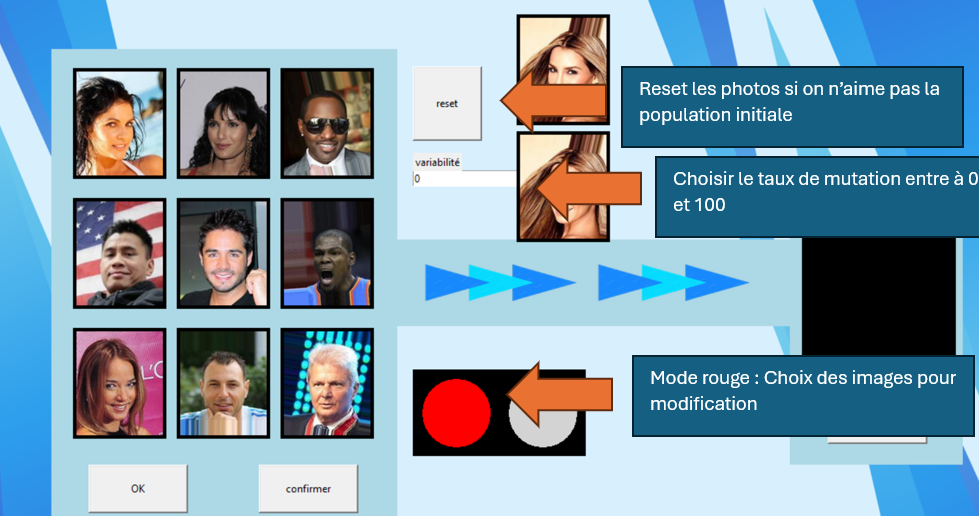 reset
Reset les photos si on n'aime pas la
population initiale
variabilité
0
Choisir le taux de mutation entre à 0
et 100
L'O
Mode rouge : Choix des images pour
modification
OK
confirmer